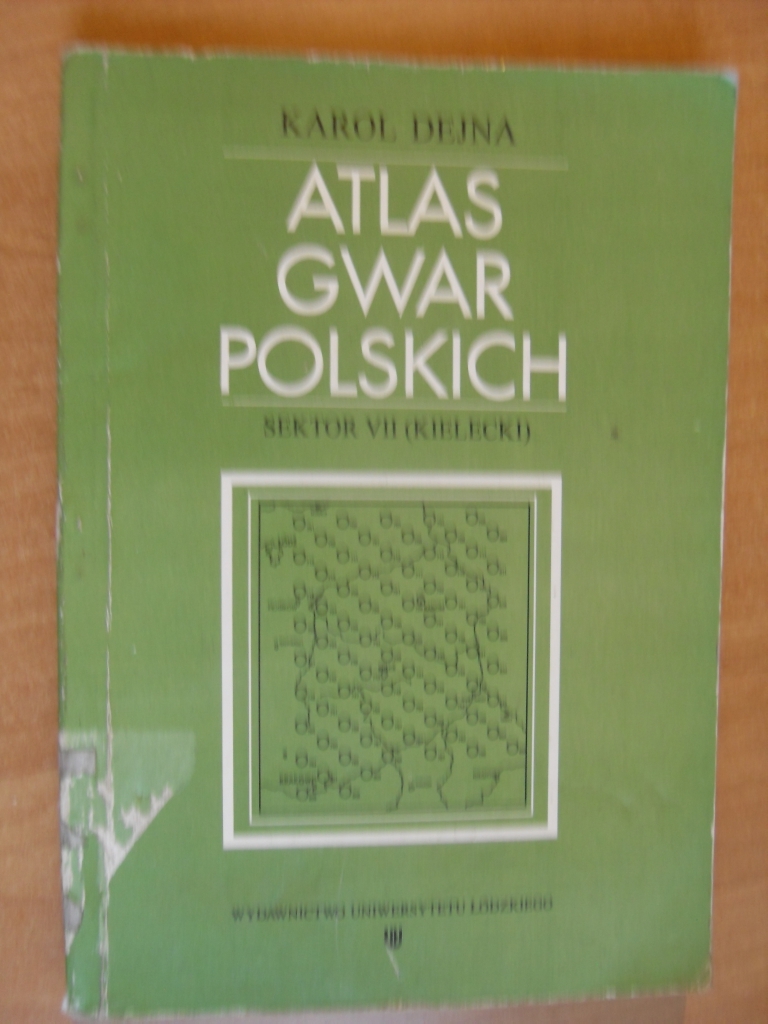 KAROL DEJNA
ATLAS
GWAR
POLSKICH
SEKTOR VII (KIELECKI)
WYDAWNICTWO UNIWERSYTETU ŁÓDZKIEGO